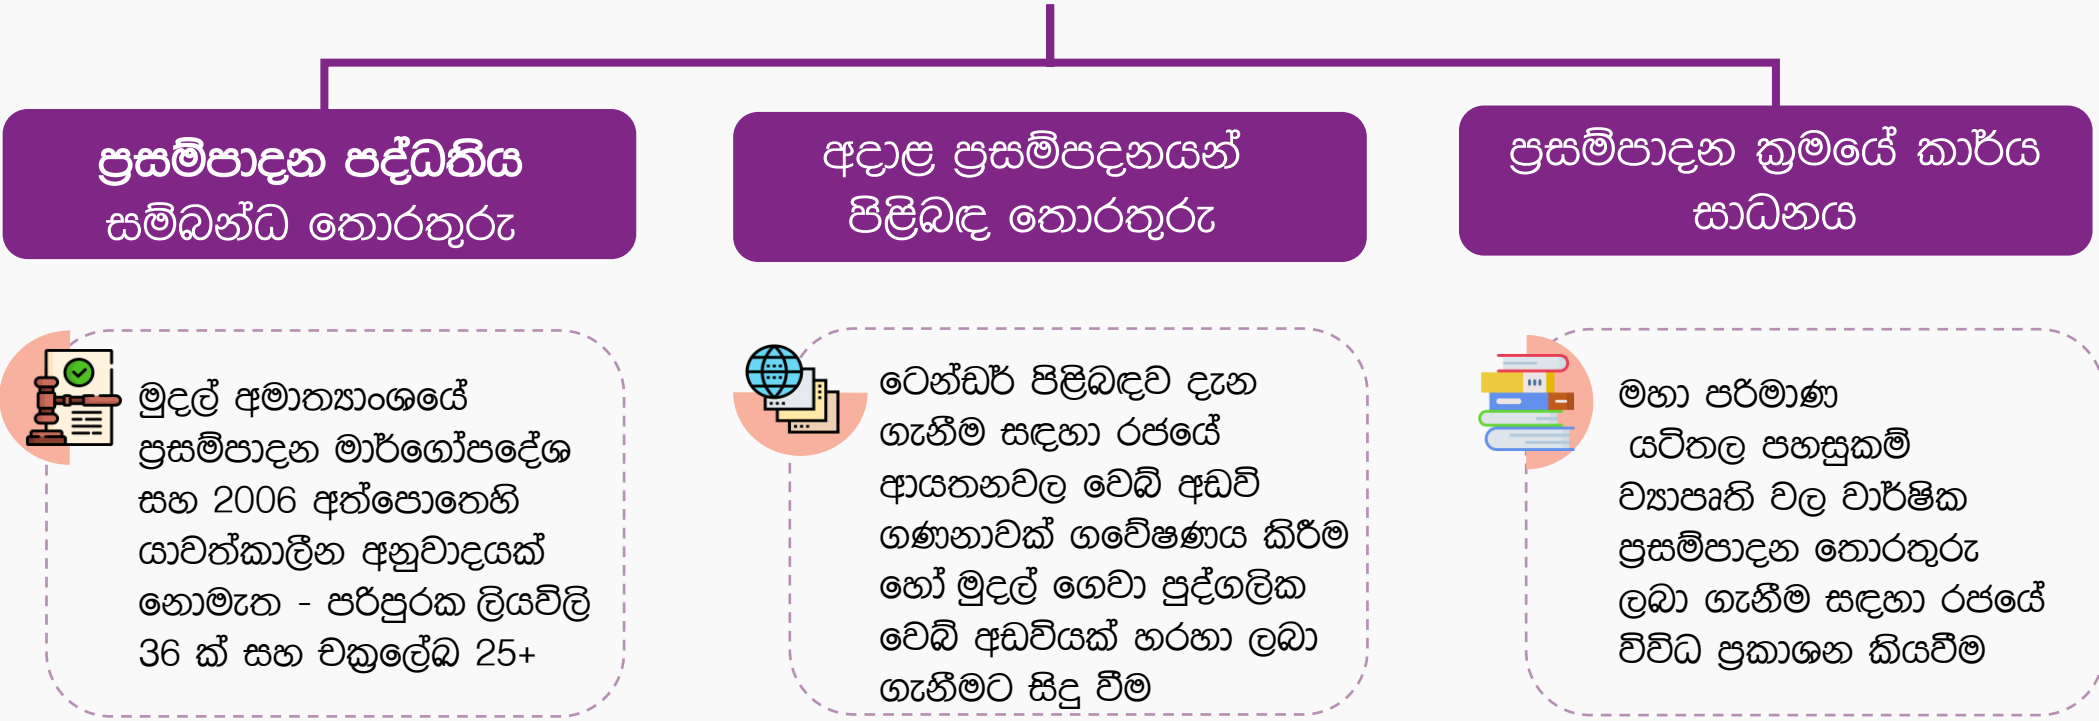 ප්‍රසම්පාදන පද්ධතිය
සම්බන්ධ තොරතුරු
අදාළ ප්‍රසම්පදනයන්
පිළිබඳ තොරතුරු
ප්‍රසම්පාදන ක්‍රමයේ කාර්ය
සාධනය
මුදල් අමාත්‍යාංශයේ
ප්‍රසම්පාදන මාර්ගෝපදේශ
සහ 2006 අත්පොතෙහි
යාවත්කාලීන අනුවාදයක්
නොමැත - පරිපුරක ලියවිලි
36 ක් සහ චක්‍රලේඛ 25+
ටෙන්ඩර් පිළිබඳව දැන
ගැනීම සඳහා රජයේ
ආයතනවල වෙබ් අඩවි
ගණනාවක් ගවේෂණය කිරීම
හෝ මුදල් ගෙවා පුද්ගලික
වෙබ් අඩවියක් හරහා ලබා
ගැනීමට සිදු වීම
මහා පරිමාණ
යටිතල පහසුකම්
ව්‍යාපෘති වල වාර්ෂික
ප්‍රසම්පාදන තොරතුරු
ලබා ගැනීම සඳහා රජයේ
විවිධ ප්‍රකාශන කියවීම